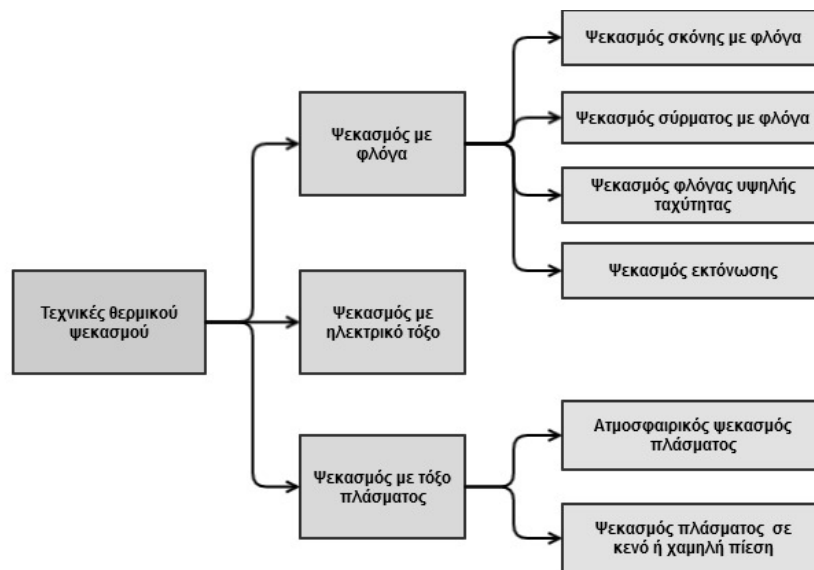 Ψεκασμός σκόνης με φλόγα
Ψεκασμός με
φλόγα
Ψεκασμός σύρματος με φλόγα
Ψεκασμός φλόγας υψηλής
ταχύτητας
Ψεκασμός εκτόνωσης
Τεχνικές θερμικού
ψεκασμού
Ψεκασμός με
ηλεκτρικό τόξο
Ψεκασμός με τόξο
πλάσματος
Ατμοσφαιρικός ψεκασμός
πλάσματος
Ψεκασμός πλάσματος σε
κενό ή χαμηλή πίεση